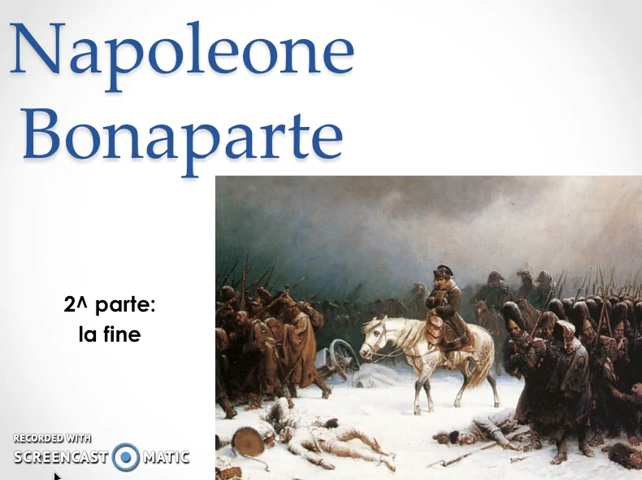 Napoleone
Bonaparte
2^ parte:
la fine
RECORDED WITH
SCREENCAST MATIC